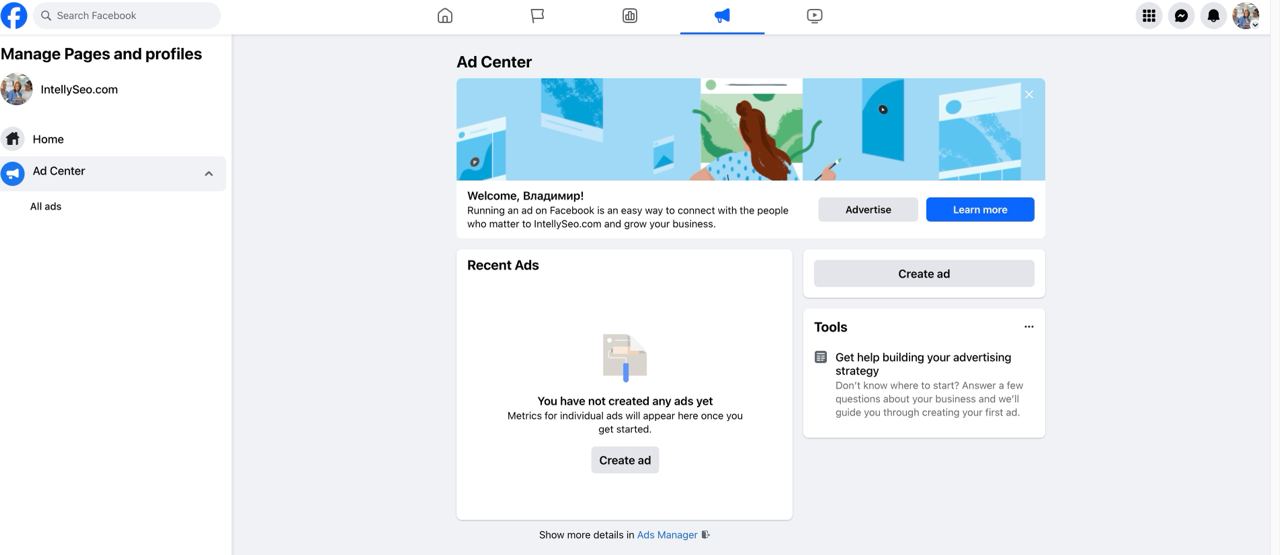 Search Facebook
Manage Pages and profiles
IntellySeo.com
Home
Ad Center
All ads
Ad Center
Welcome, Владимир!
Running an ad on Facebook is an easy way to connect with the people
who matter to IntellySeo.com and grow your business.
Advertise
Learn more
Recent Ads
You have not created any ads yet
Metrics for individual ads will appear here once you
get started.
Create ad
Create ad
Tools
Get help building your advertising
strategy
Don't know where to start? Answer a few
questions about your business and we'll
guide you through creating your first ad.
Show more details in Ads Manager